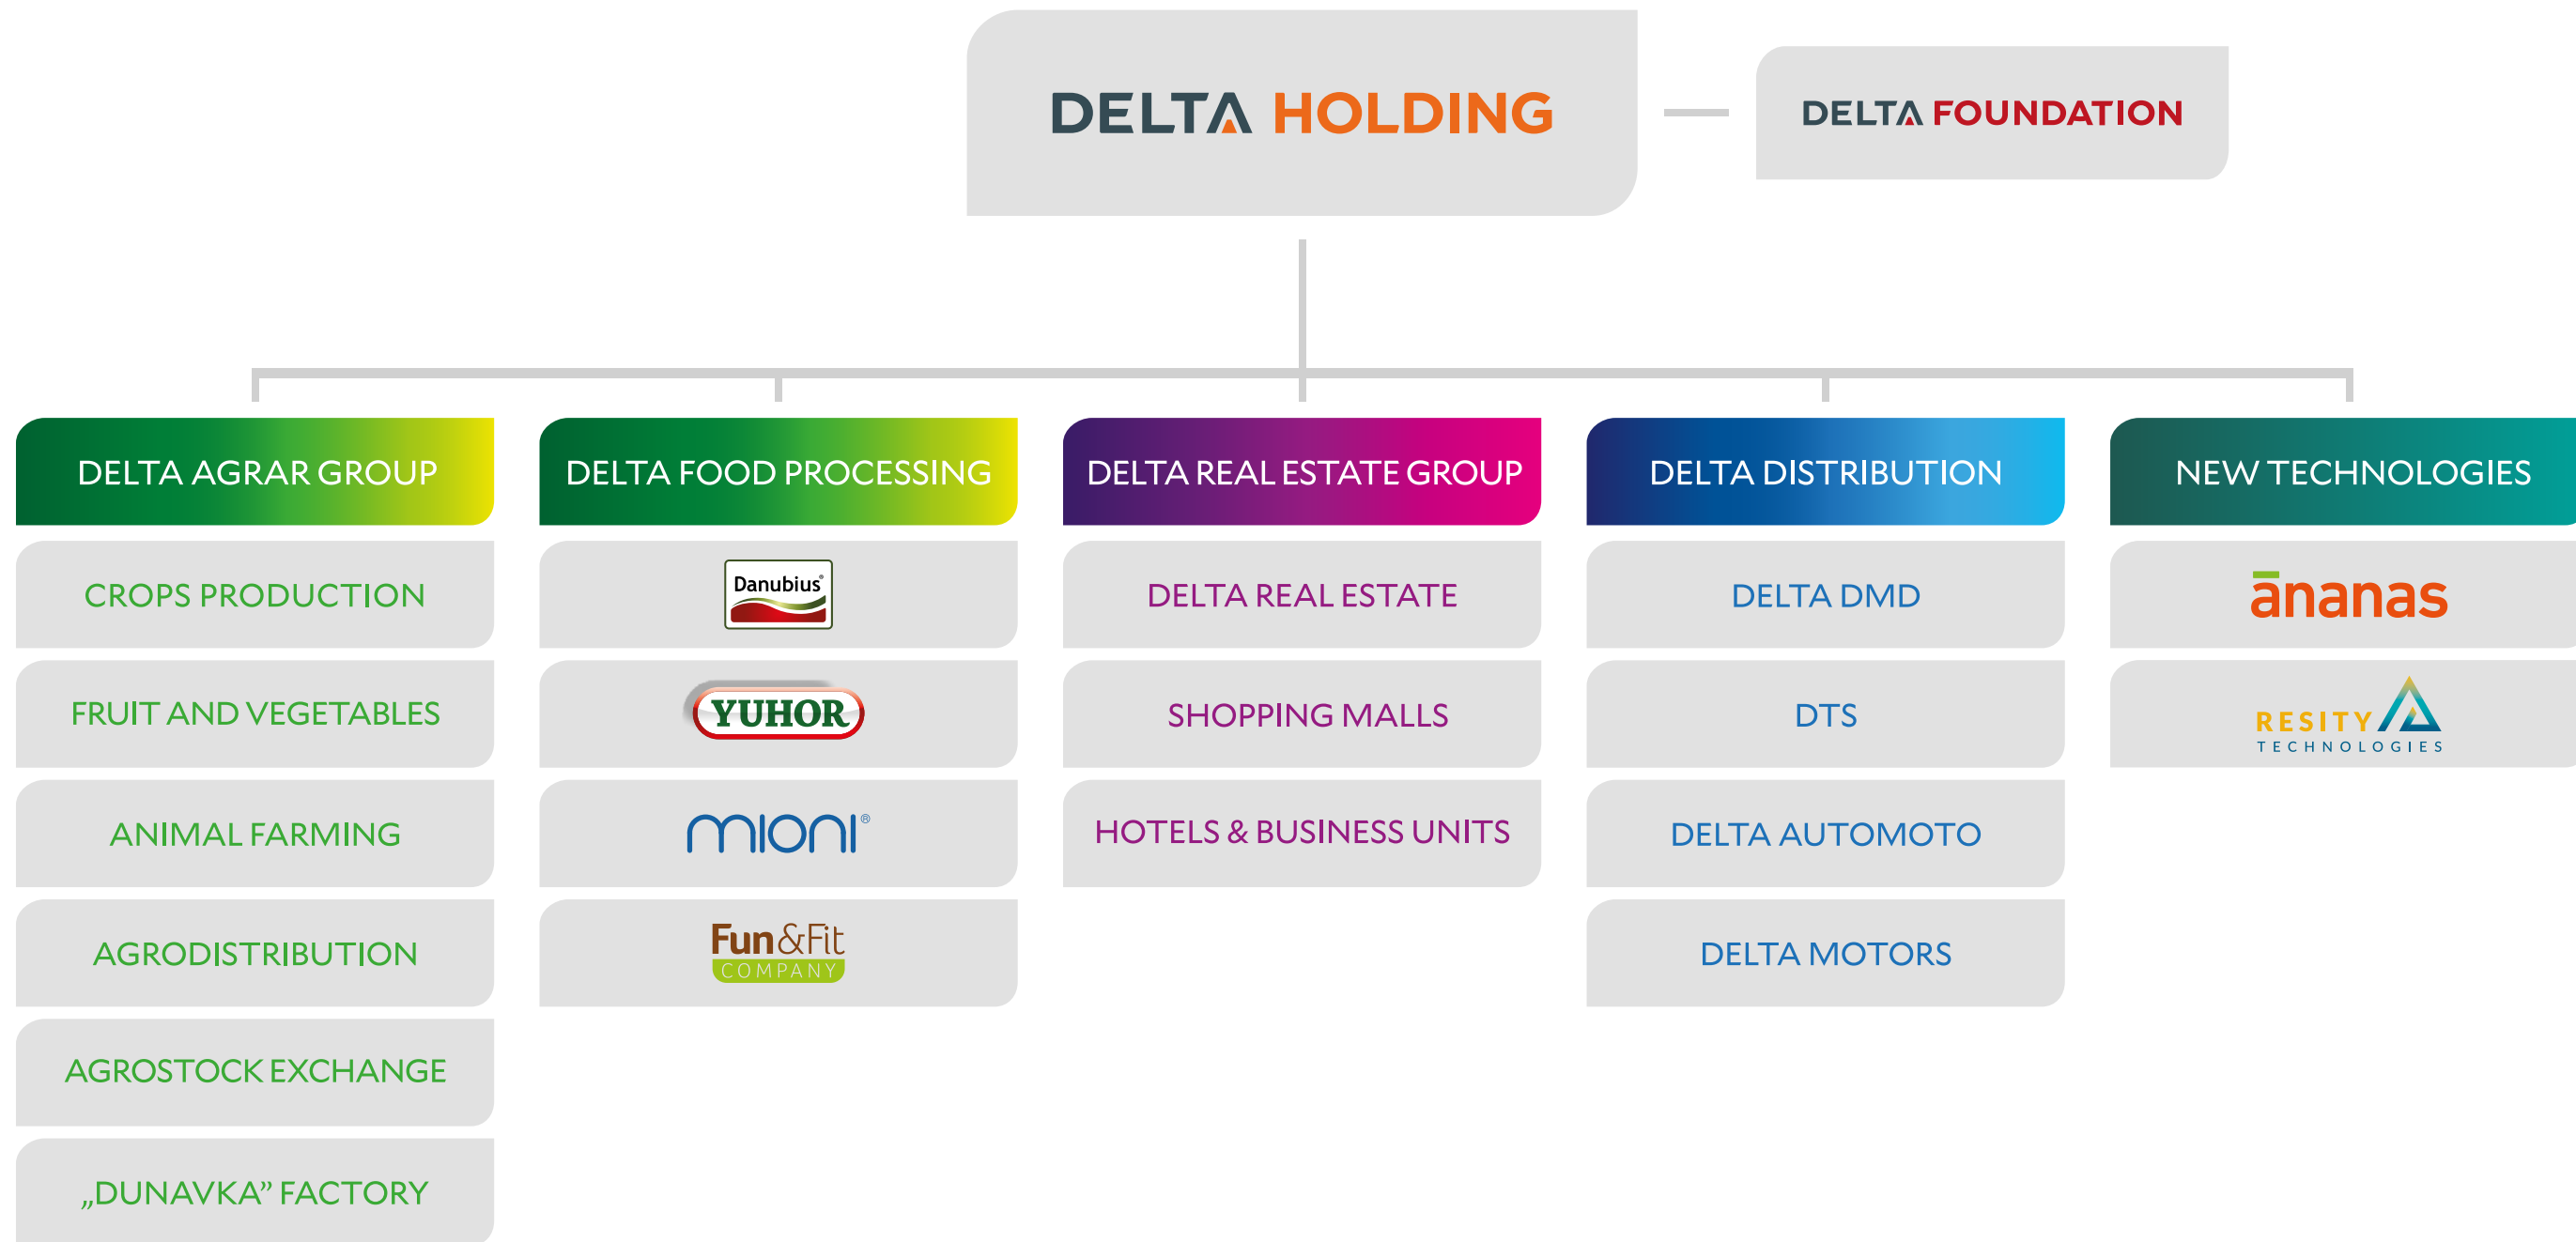 DELTA HOLDING
DELTA FOUNDATION
DELTA AGRAR GROUP
CROPS PRODUCTION
FRUIT AND VEGETABLES
ANIMAL FARMING
AGRODISTRIBUTION
AGROSTOCK EXCHANGE
„DUNAVKA” FACTORY
DELTA FOOD PROCESSING
Danubius®
YUHOR
mioni®
Fun&Fit
COMPANY
DELTA REAL ESTATE GROUP
DELTA REAL ESTATE
SHOPPING MALLS
HOTELS & BUSINESS UNITS
DELTA DISTRIBUTION
DELTA DMD
DTS
DELTA AUTOMOTO
DELTA MOTORS
NEW TECHNOLOGIES
ānanas
RESITY
TECHNOLOGIES